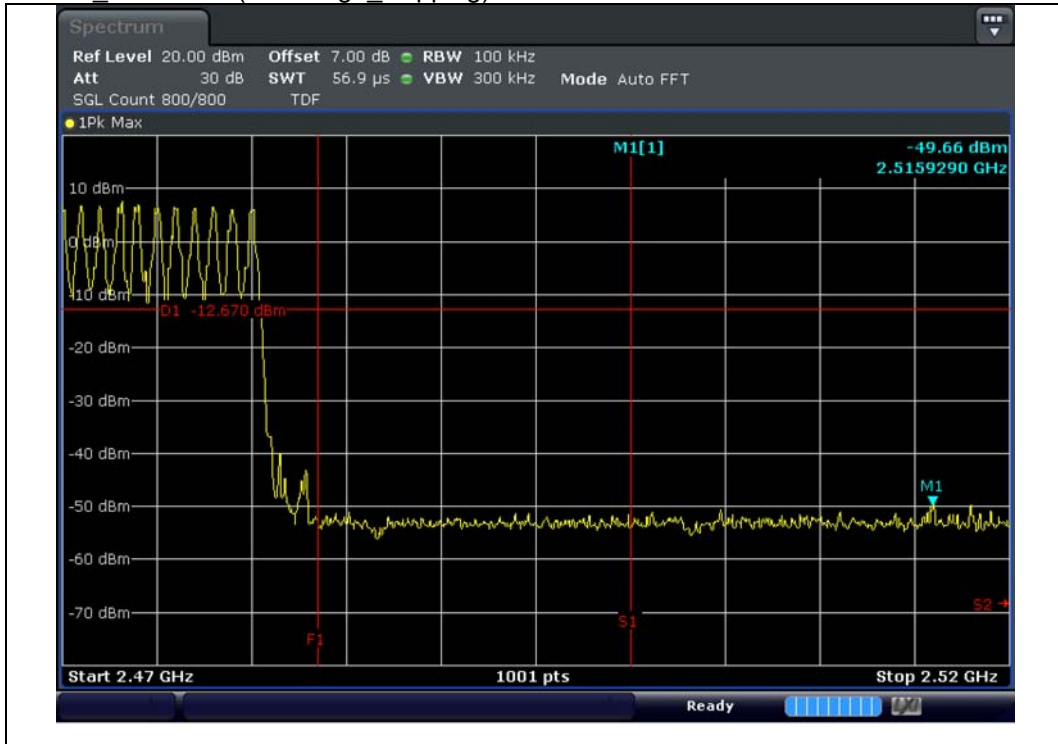 Spectrum
Ref Level 20.00 dBm Offset 7.00 dB RBW 100 kHz
Att 30 dB SWT 56.9 µs VBW 300 kHz Mode Auto FFT
SGL Count 800/800 TDF
1Pk Max
M1[1] -49.66 dBm
2.5159290 GHz
10 dBm
0 dBm
-10 dBm
D1 -12.670 dBm
-20 dBm
-30 dBm
-40 dBm
M1
-50 dBm
-60 dBm
-70 dBm
S2
S1
F1
Start 2.47 GHz 1001 pts Stop 2.52 GHz
Ready